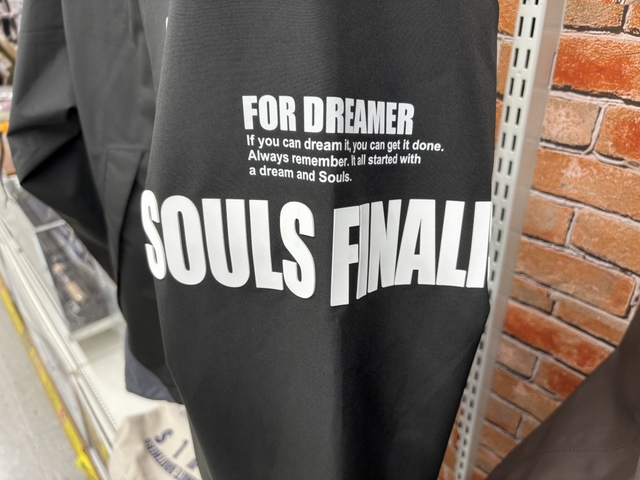 FOR DREAMER
If you can dream it, you can get it done.
Always remember. It all started with
a dream and Souls.
SOULS FINALI